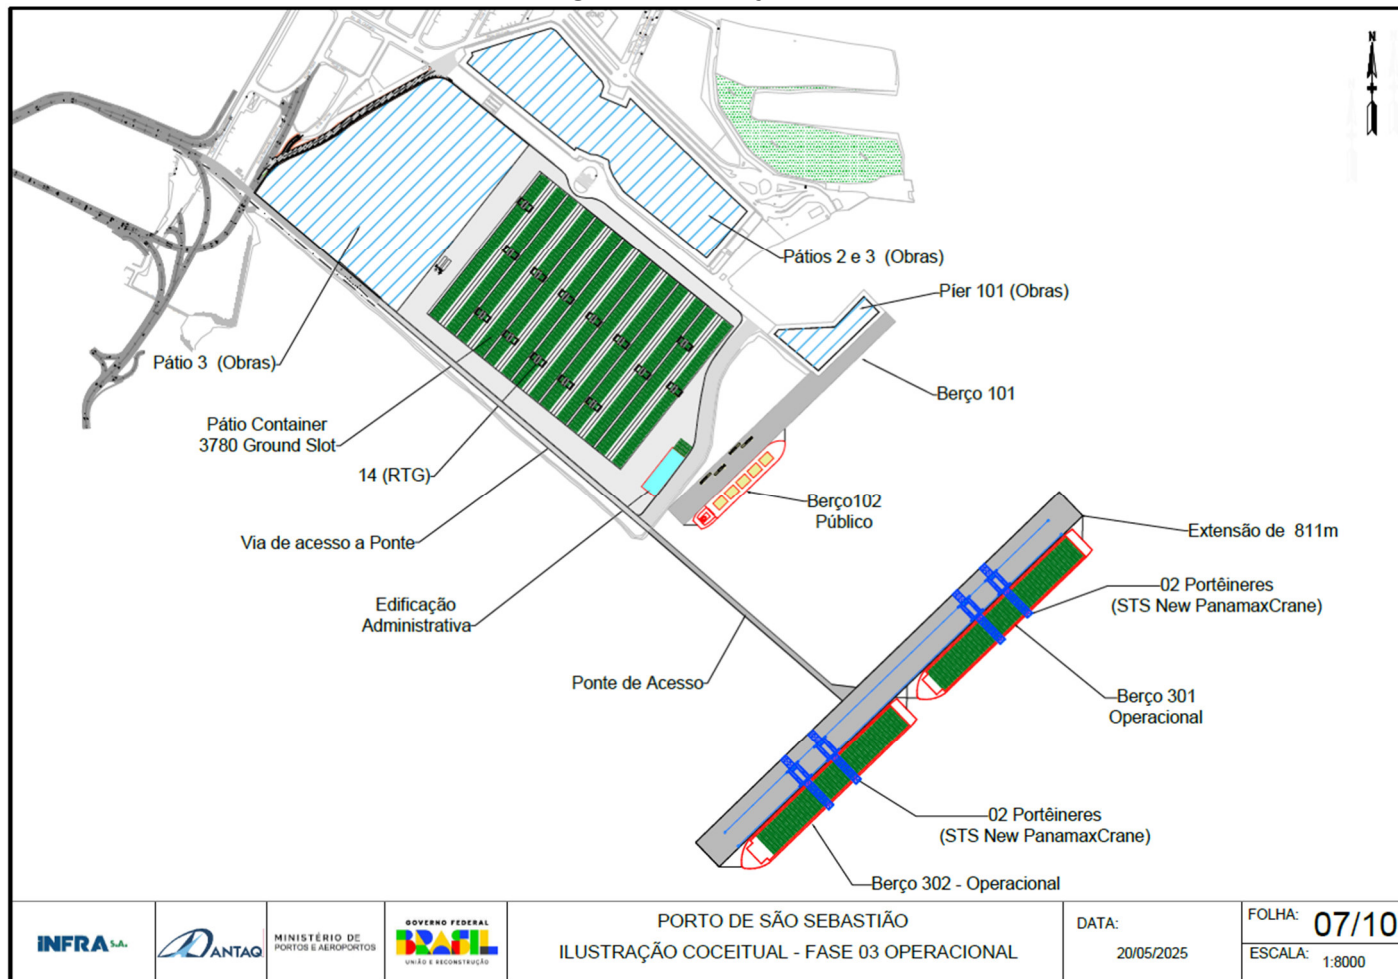 N
Pátios 2 e 3 (Obras)
Píer 101 (Obras)
Pátio 3 (Obras)
Berço 101
Pátio Container
3780 Ground Slot
14 (RTG)
Berço102
Público
Extensão de 811m
Via de acesso a Ponte
02 Portêineres
(STS New PanamaxCrane)
Edificação
Administrativa
Ponte de Acesso
Berço 301
Operacional
02 Portêineres
(STS New PanamaxCrane)
Berço 302 - Operacional
INFRA S.A.
ANTAQ
MINISTÉRIO DE
PORTOS E AEROPORTOS
GOVERNO FEDERAL
BRASIL
UNIÃO E RECONSTRUÇÃO
PORTO DE SÃO SEBASTIÃO
ILUSTRAÇÃO COCEITUAL - FASE 03 OPERACIONAL
DATA:
20/05/2025
FOLHA: 07/10
ESCALA: 1:8000